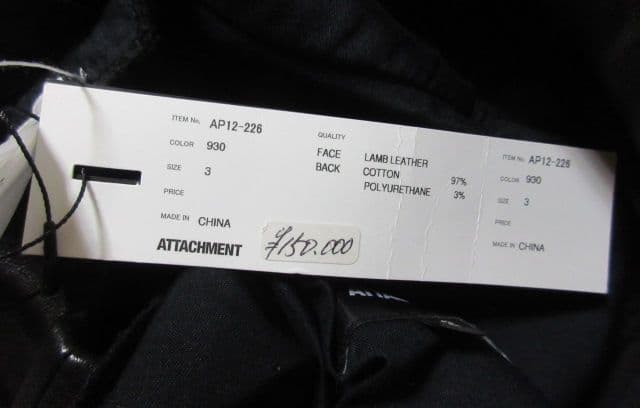 ITEM No. AP12-226
COLOR 930
SIZE 3
PRICE
MADE IN CHINA
ATTACHMENT
¥150.000
QUALITY
FACE LAMB LEATHER
BACK COTTON 97%
POLYURETHANE 3%
ITEM No. AP12-226
COLOR 930
SIZE 3
PRICE
MADE IN CHINA